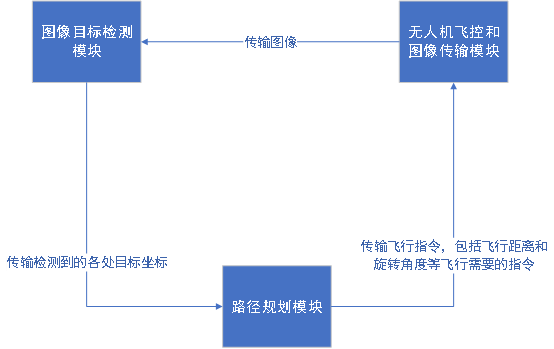 图像目标检测
模块
传输图像
无人机飞控和
图像传输模块
传输检测到的各处目标坐标
传输飞行指令，包括飞行距离和
旋转角度等飞行需要的指令
路径规划模块